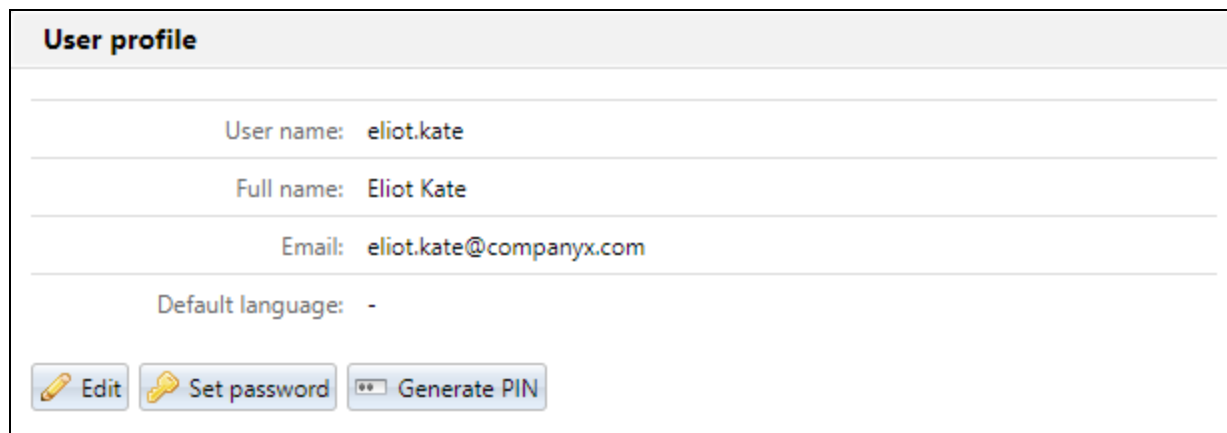 User profile
User name: eliot.kate
Full name: Eliot Kate
Email: eliot.kate@companyx.com
Default language: -
Edit Set password Generate PIN